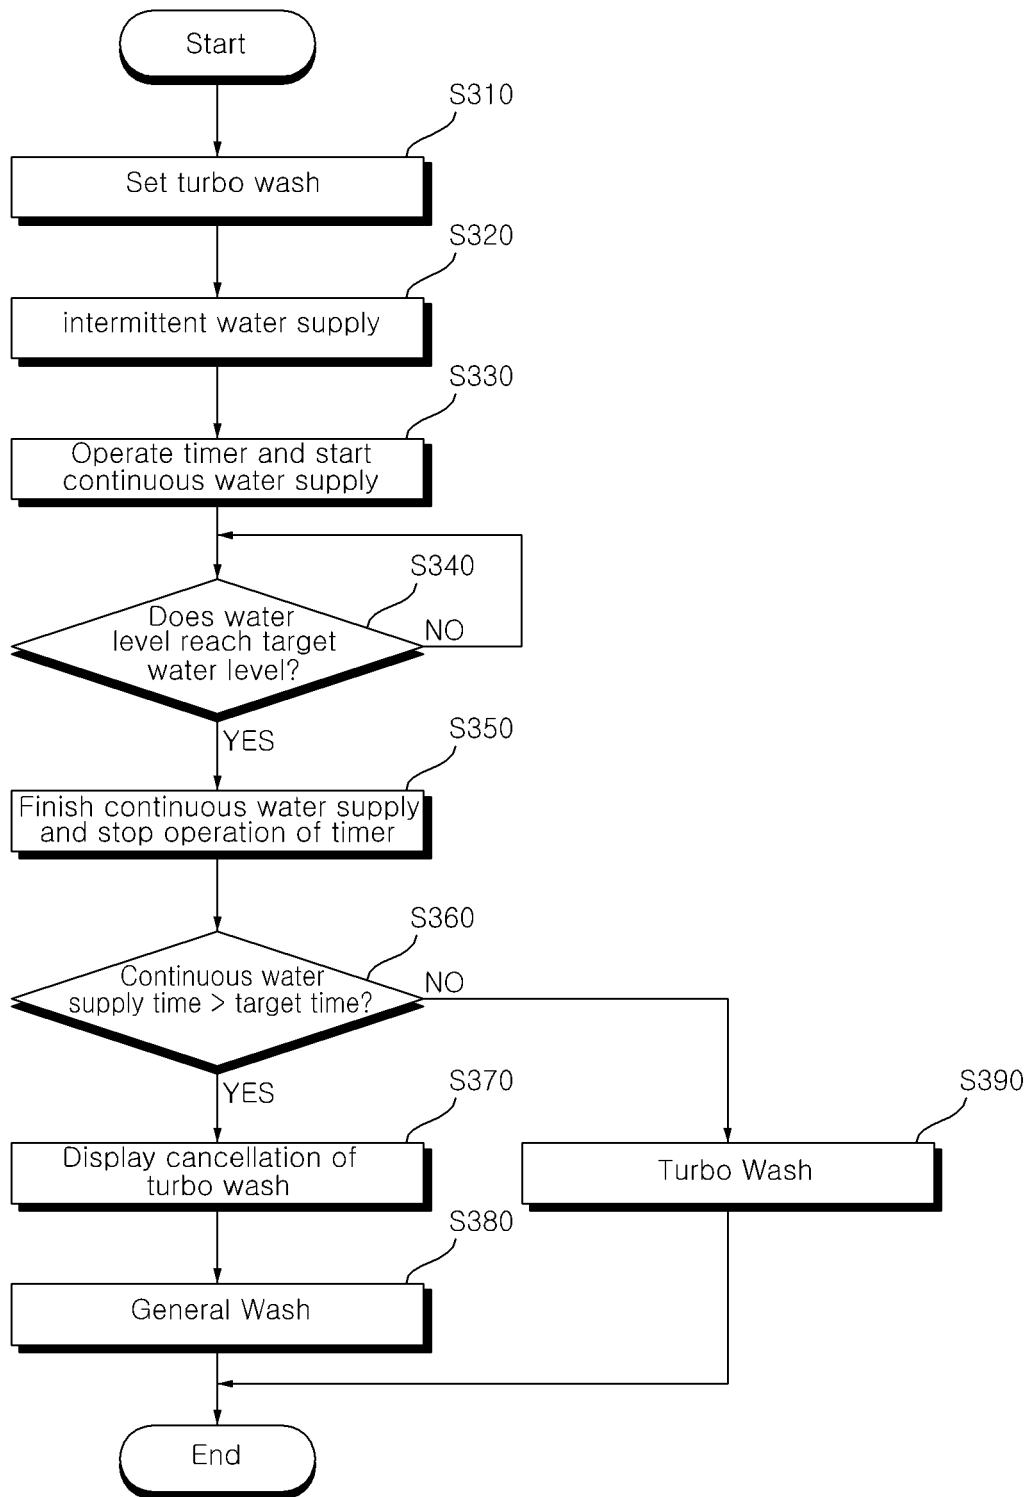 Start
S310
Set turbo wash
S320
intermittent water supply
S330
Operate timer and start
continuous water supply
S340
Does water
level reach target
water level?
NO
YES
S350
Finish continuous water supply
and stop operation of timer
S360
Continuous water
supply time > target time?
NO
YES
S370
Display cancellation of
turbo wash
S390
Turbo Wash
S380
General Wash
End